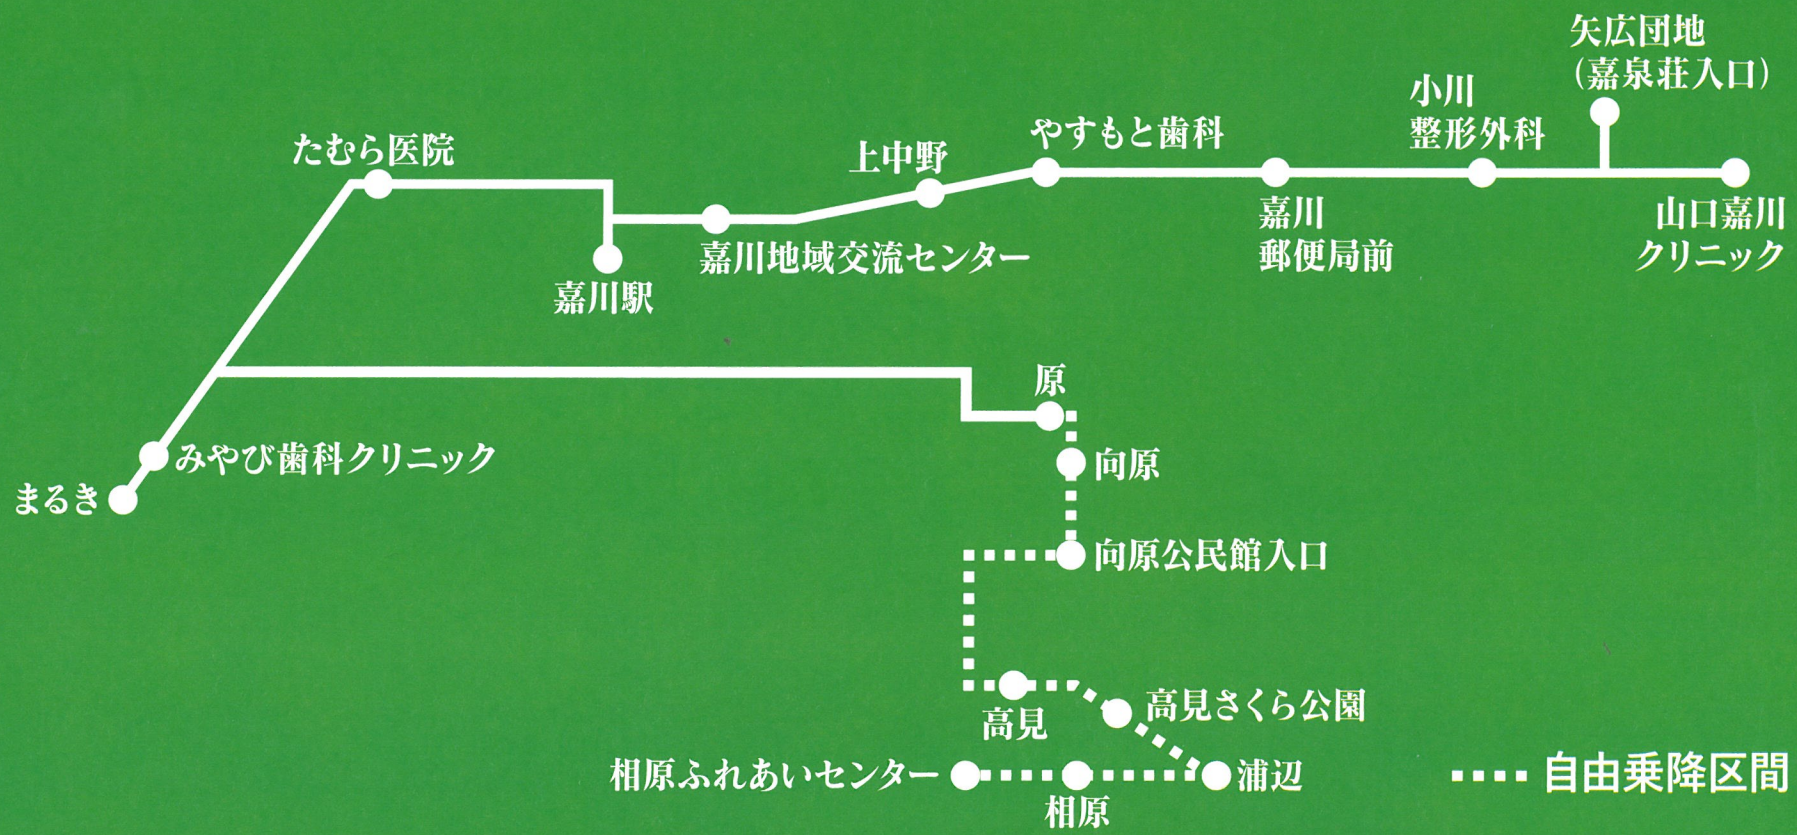 矢広団地
（嘉泉荘入口）
小川
整形外科
やすもと歯科
上中野
たむら医院
嘉川
郵便局前
山口嘉川
クリニック
嘉川地域交流センター
嘉川駅
原
みやび歯科クリニック
向原
まるき
向原公民館入口
高見さくら公園
高見
相原ふれあいセンター
浦辺
自由乗降区間
相原